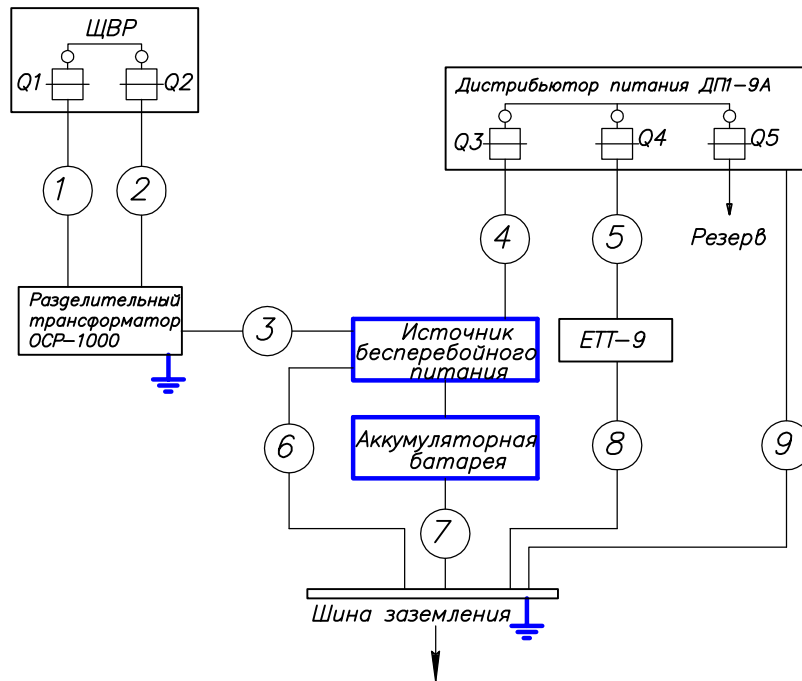 ЩВР
Q1
Q2
Дистрибьютор питания ДП1-9А
Q3
Q4
Q5
1
2
4
5
Резерв
Разделительный
трансформатор
ОСР-1000
3
Источник
бесперебойного
питания
ЕТТ-9
6
Аккумуляторная
батарея
8
9
7
Шина заземления